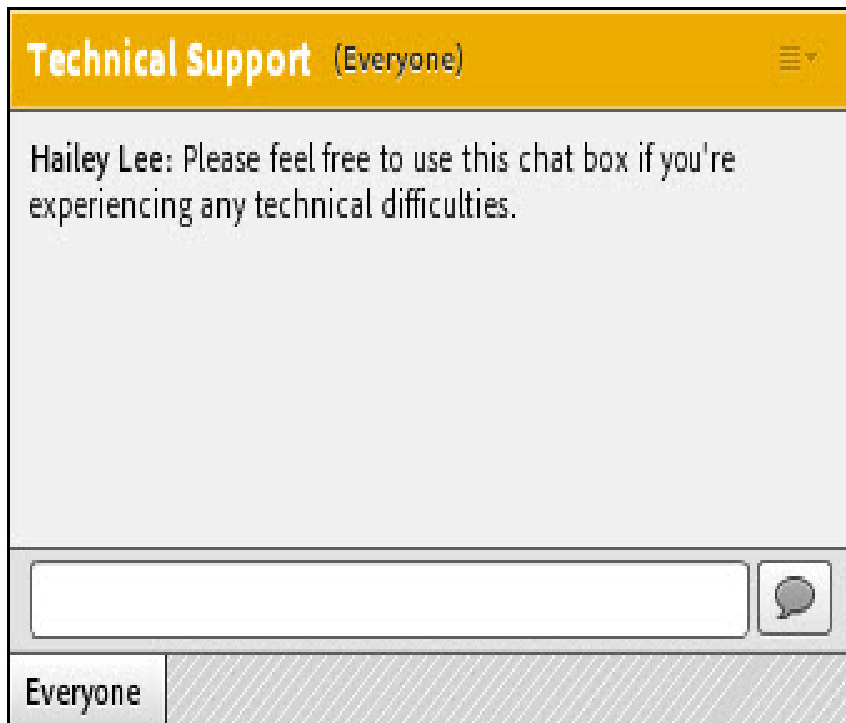 Technical Support (Everyone)
Hailey Lee: Please feel free to use this chat box if you're
experiencing any technical difficulties.
Everyone